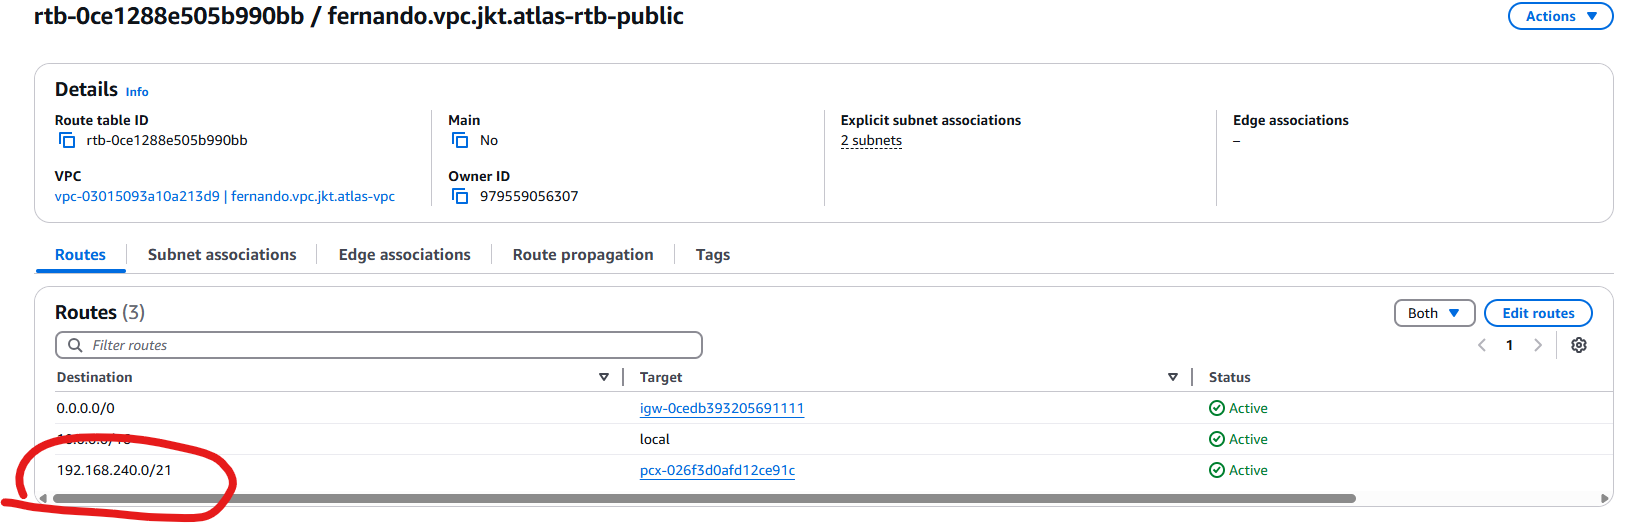 rtb-0ce1288e505b990bb / fernando.vpc.jkt.atlas-rtb-public
Actions
Details Info
Route table ID
rtb-0ce1288e505b990bb
Main
No
Explicit subnet associations
2 subnets
Edge associations
–
VPC
vpc-03015093a10a213d9 | fernando.vpc.jkt.atlas-vpc
Owner ID
979559056307
Routes
Subnet associations
Edge associations
Route propagation
Tags
Routes (3)
Both
Edit routes
Filter routes
1
Destination Target Status
0.0.0.0/0 igw-0cedb393205691111 Active
local Active
192.168.240.0/21 pcx-026f3d0afd12ce91c Active